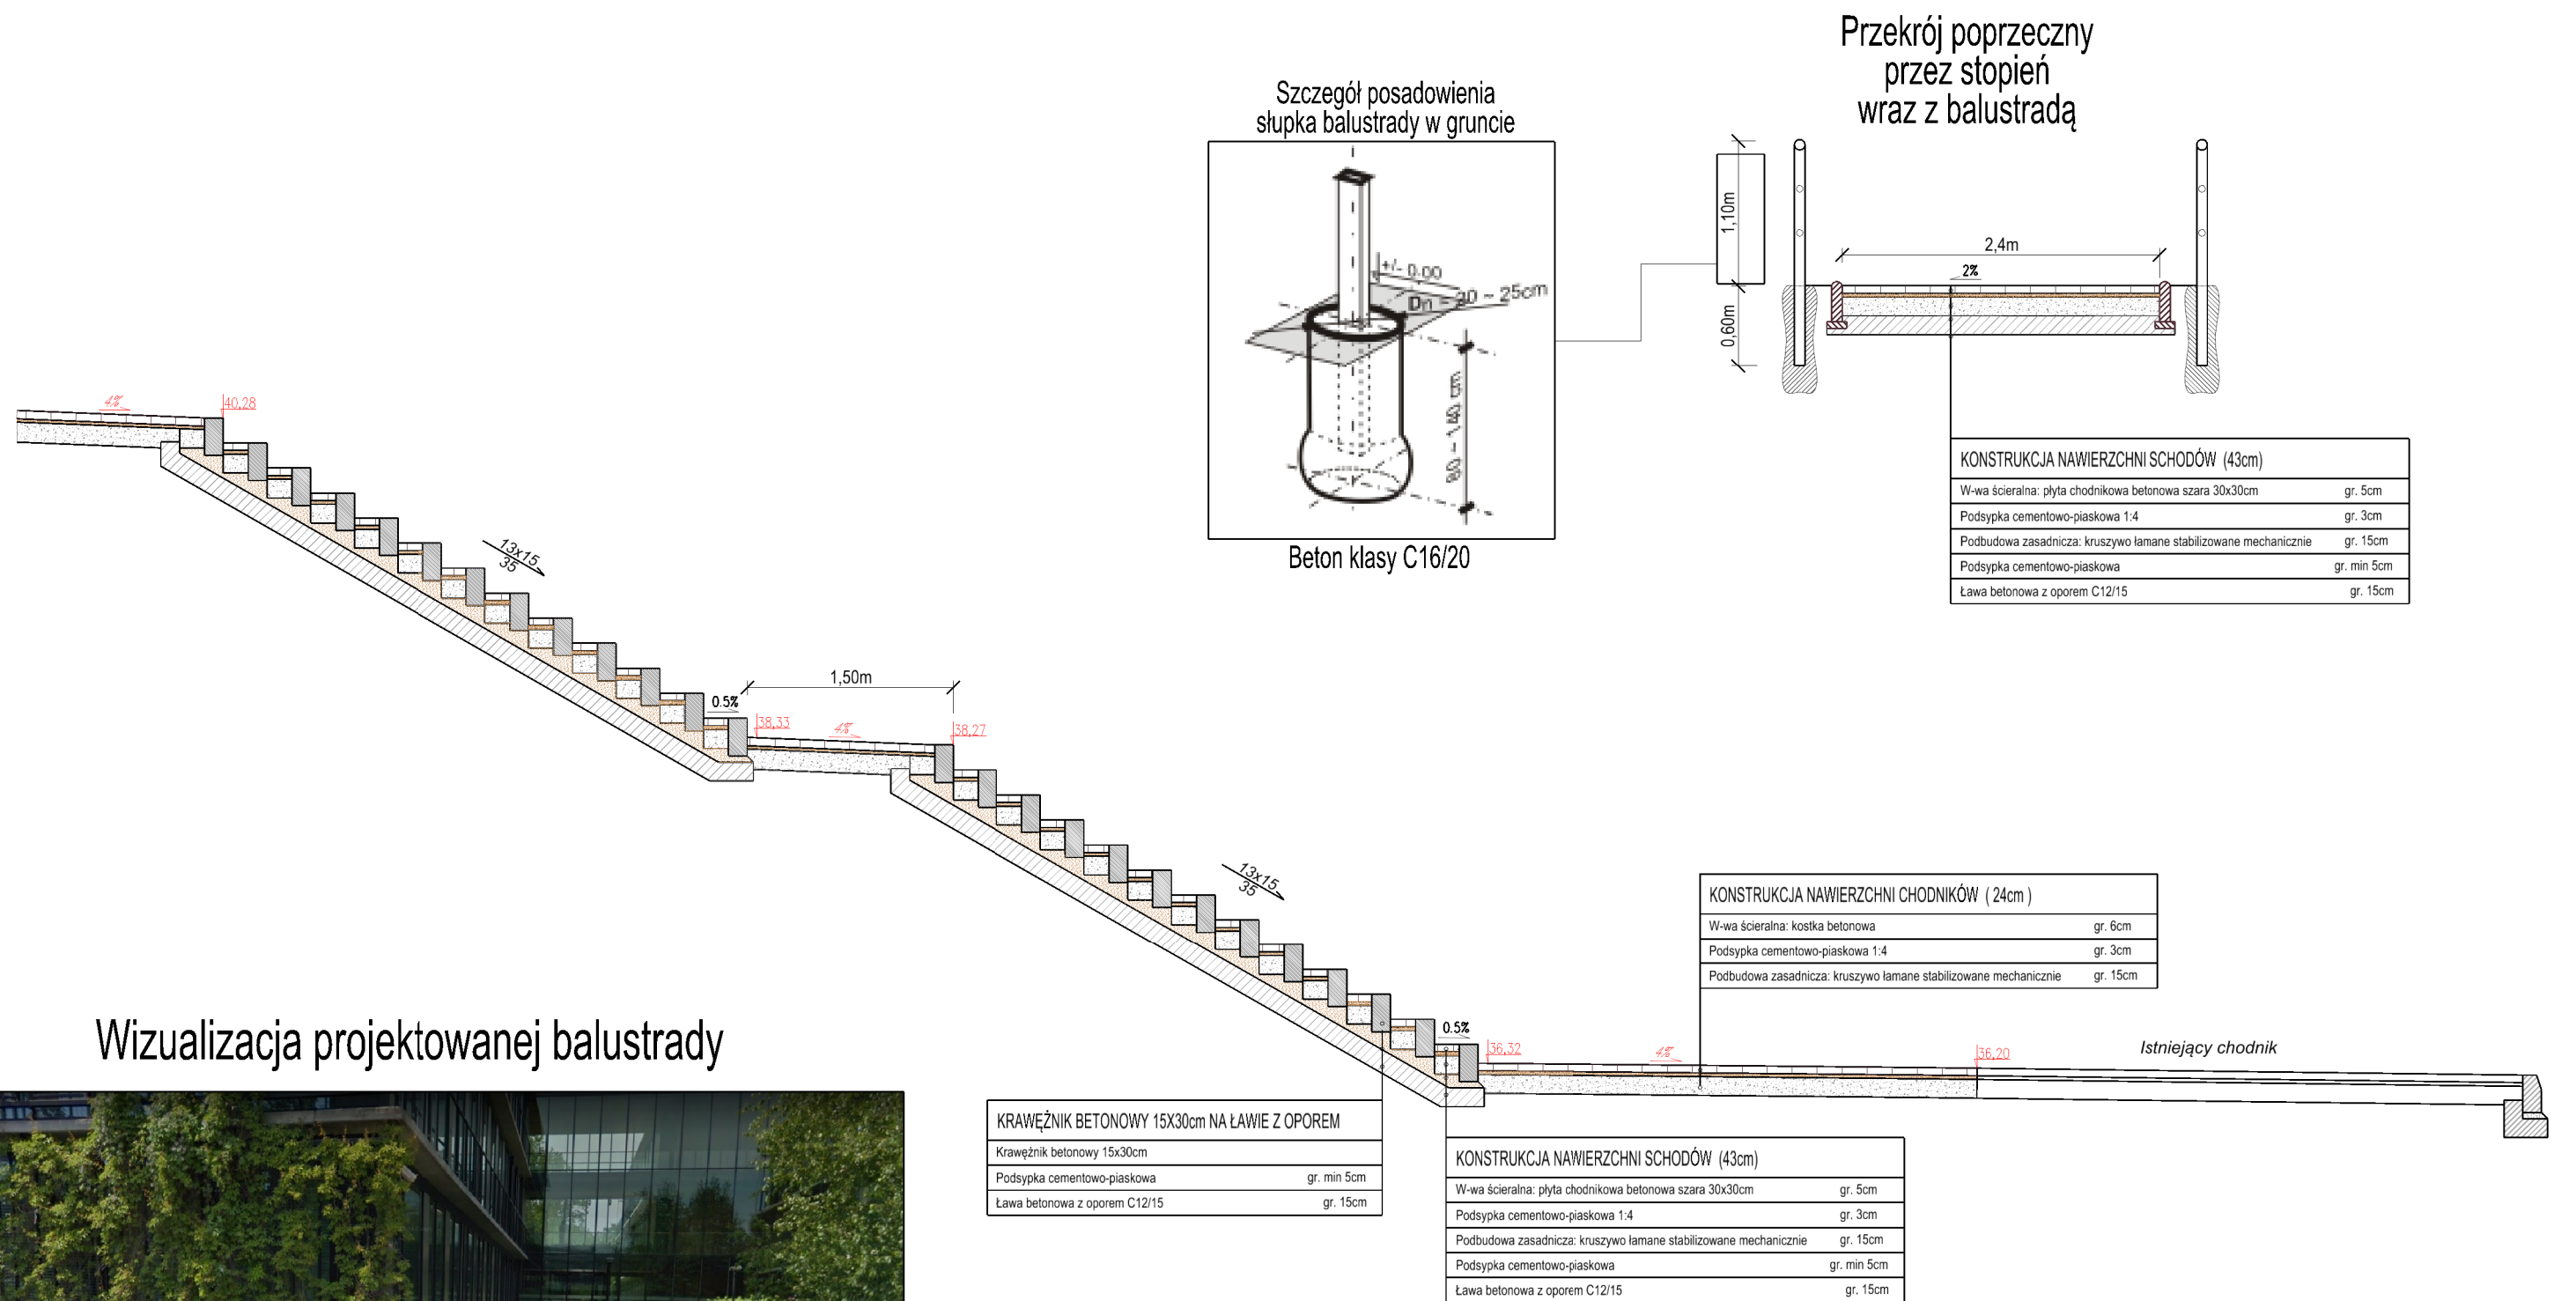 Przekrój poprzeczny
przez stopień
wraz z balustradą
Szczegół posadowienia
słupka balustrady w gruncie
+/- 0.00
Dn - 20 ~ 25cm
Beton klasy C16/20
1,10m
0,60m
2,4m
2%
KONSTRUKCJA NAWIERZCHNI SCHODÓW (43cm)
W-wa ścieralna: płyta chodnikowa betonowa szara 30x30cm gr. 5cm
Podsypka cementowo-piaskowa 1:4 gr. 3cm
Podbudowa zasadnicza: kruszywo łamane stabilizowane mechanicznie gr. 15cm
Podsypka cementowo-piaskowa gr. min 5cm
Ława betonowa z oporem C12/15 gr. 15cm
4%
40,28
13x15
35
0.5%
1,50m
38,33
4%
38,27
13x15
35
0.5%
36,32
4%
36,20
Istniejący chodnik
KONSTRUKCJA NAWIERZCHNI CHODNIKÓW ( 24cm )
W-wa ścieralna: kostka betonowa gr. 6cm
Podsypka cementowo-piaskowa 1:4 gr. 3cm
Podbudowa zasadnicza: kruszywo łamane stabilizowane mechanicznie gr. 15cm
Wizualizacja projektowanej balustrady
KRAWĘŻNIK BETONOWY 15X30cm NA ŁAWIE Z OPOREM
Krawężnik betonowy 15x30cm
Podsypka cementowo-piaskowa gr. min 5cm
Ława betonowa z oporem C12/15 gr. 15cm
KONSTRUKCJA NAWIERZCHNI SCHODÓW (43cm)
W-wa ścieralna: płyta chodnikowa betonowa szara 30x30cm gr. 5cm
Podsypka cementowo-piaskowa 1:4 gr. 3cm
Podbudowa zasadnicza: kruszywo łamane stabilizowane mechanicznie gr. 15cm
Podsypka cementowo-piaskowa gr. min 5cm
Ława betonowa z oporem C12/15 gr. 15cm